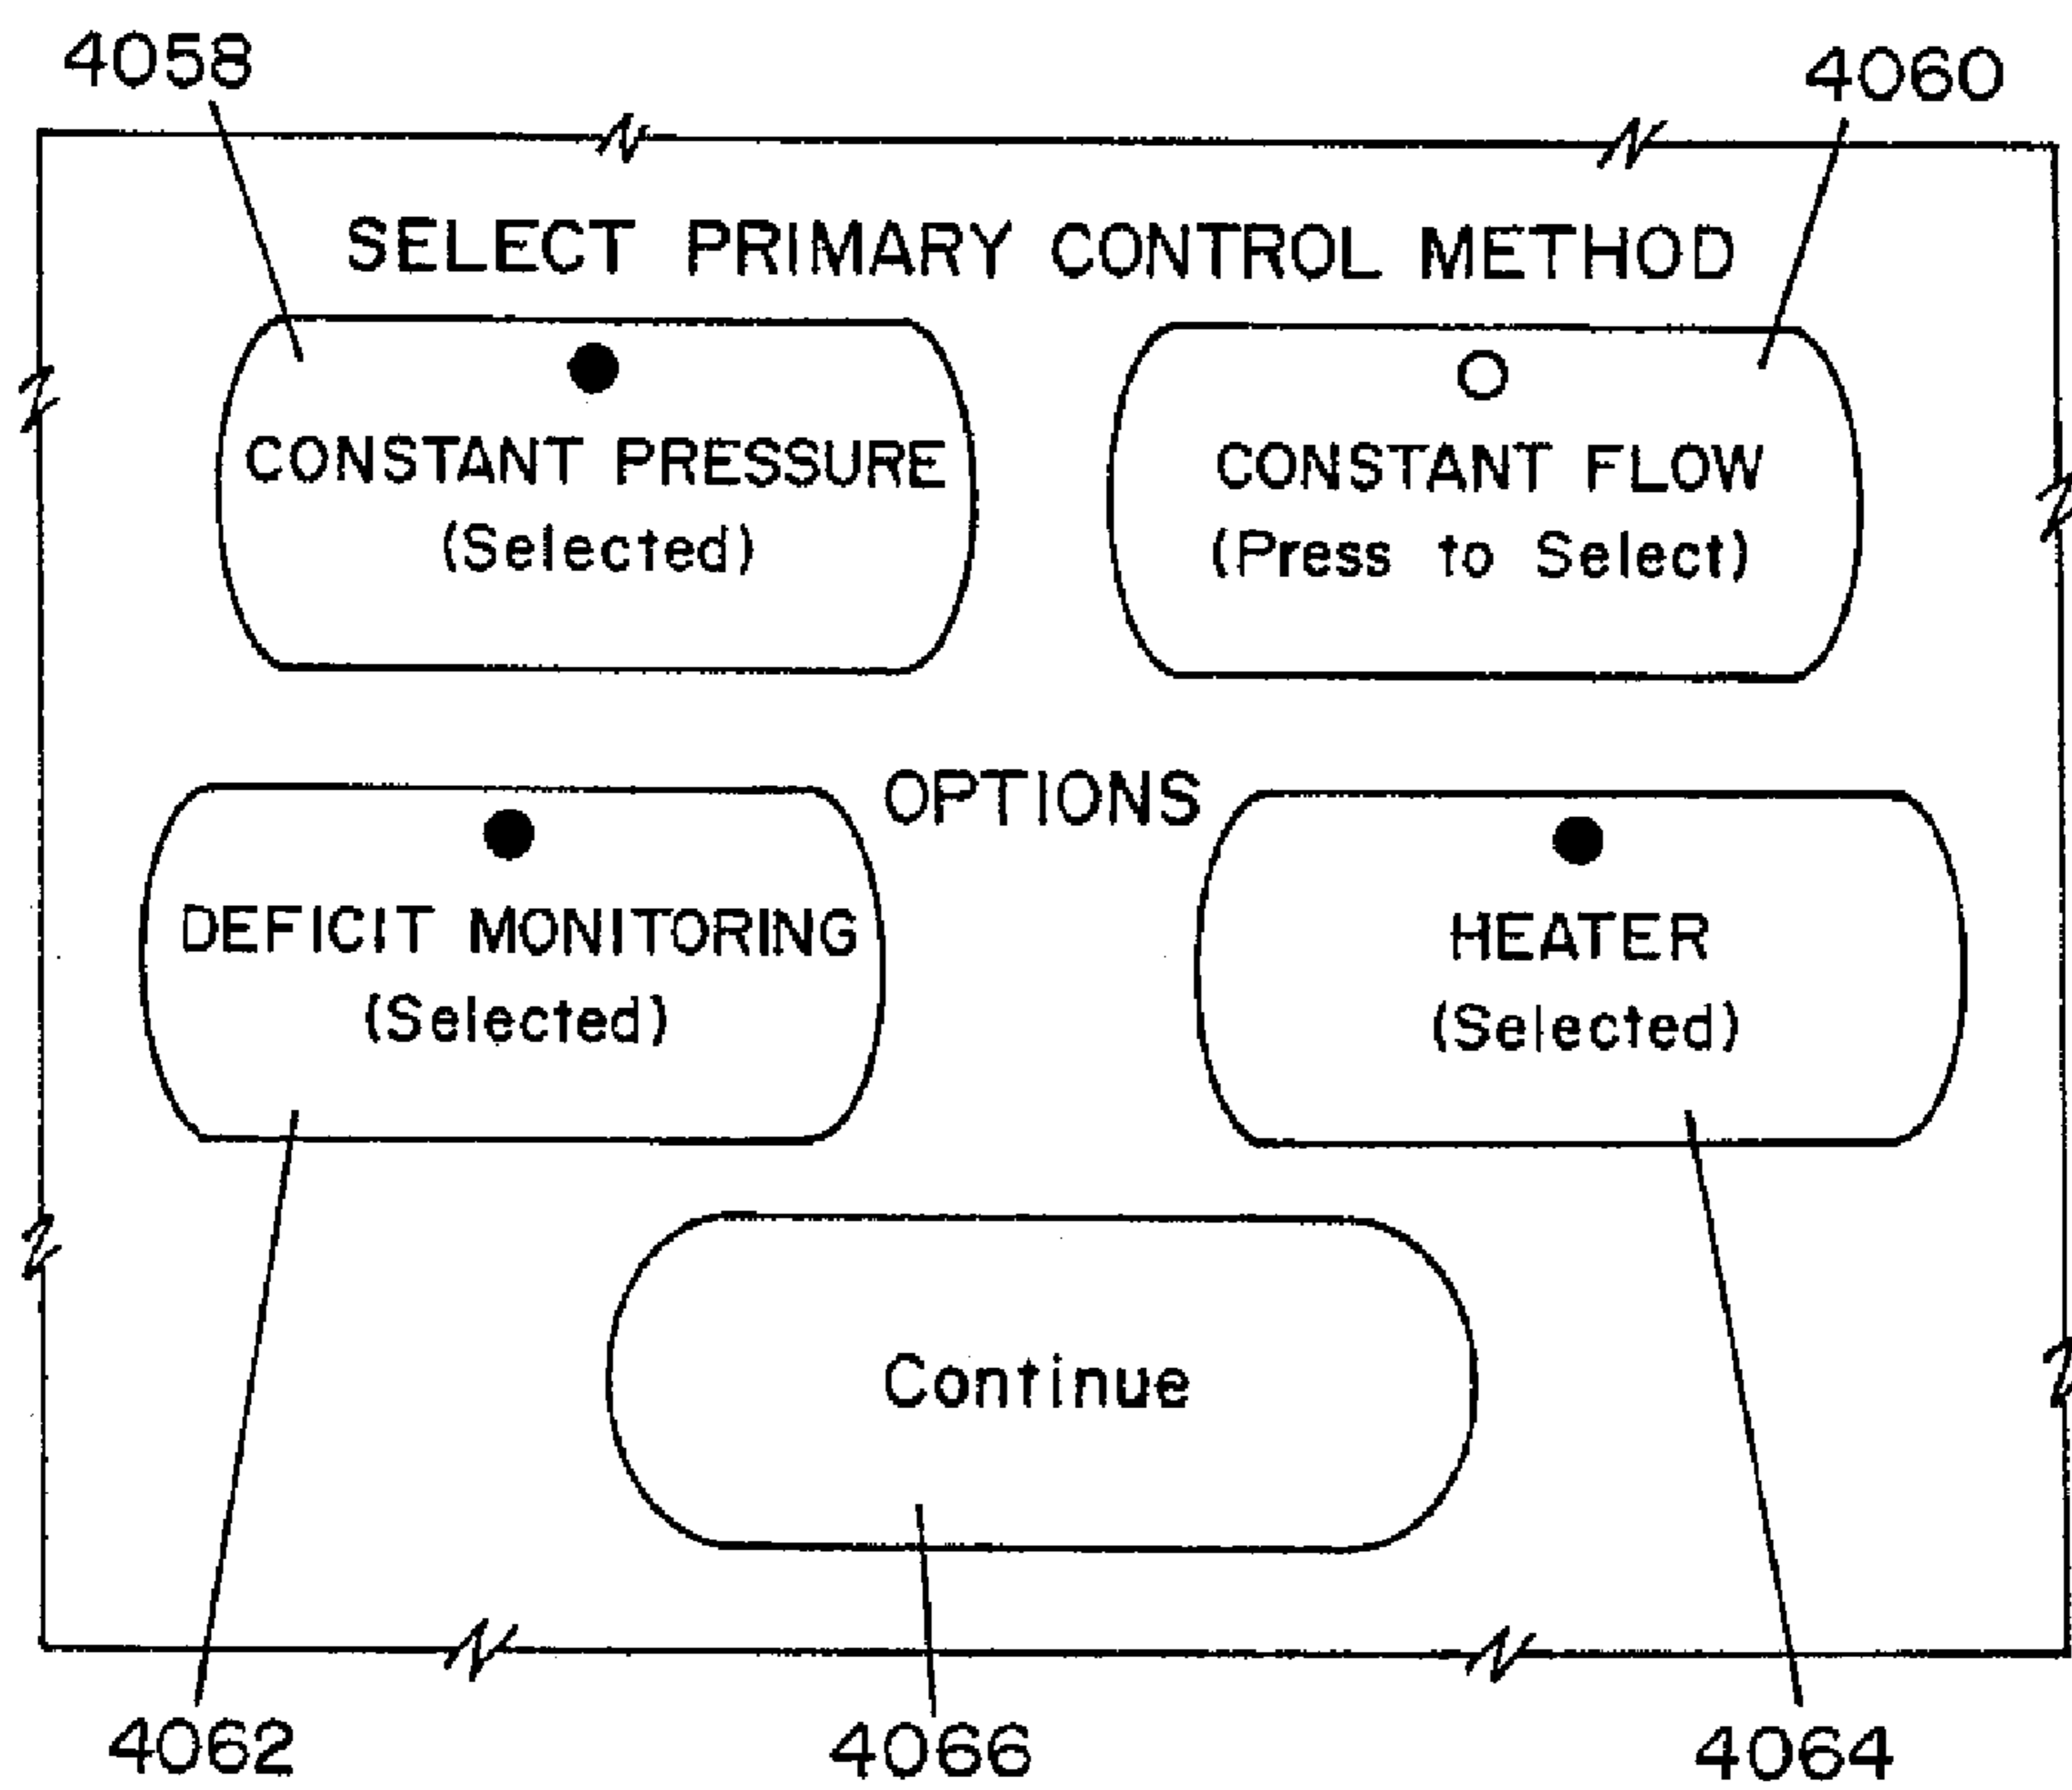 4058
4060
SELECT PRIMARY CONTROL METHOD
CONSTANT PRESSURE
(Selected)
CONSTANT FLOW
(Press to Select)
OPTIONS
DEFICIT MONITORING
(Selected)
HEATER
(Selected)
Continue
4062
4066
4064